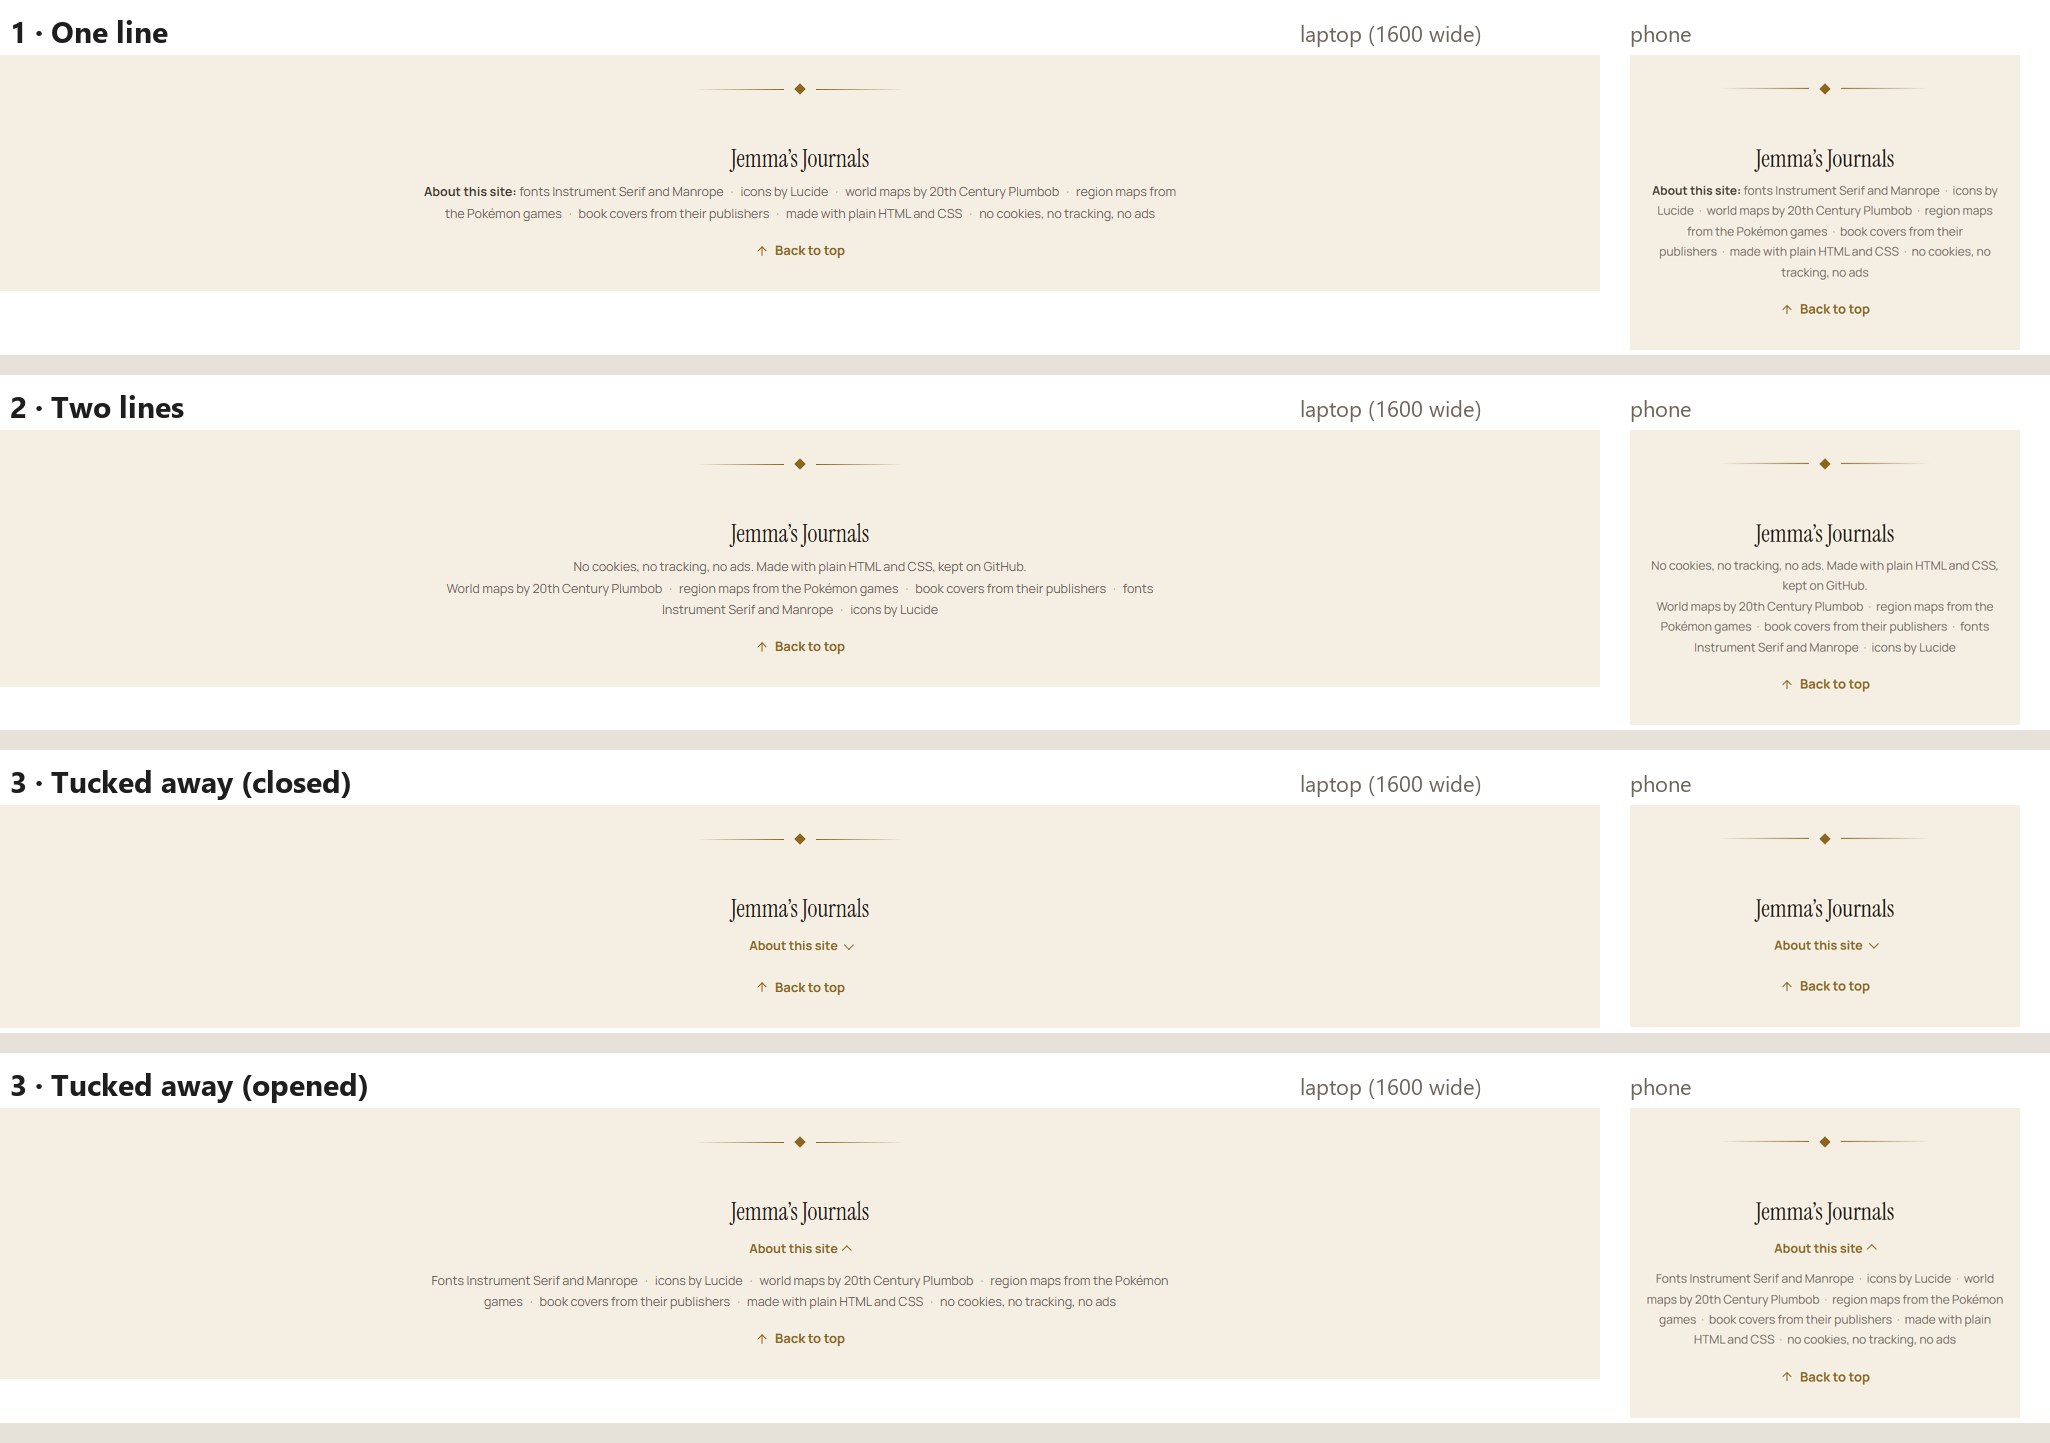 1 · One line
laptop (1600 wide)
phone
Jemma’s Journals
About this site: fonts Instrument Serif and Manrope · icons by Lucide · world maps by 20th Century Plumbob · region maps from
the Pokémon games · book covers from their publishers · made with plain HTML and CSS · no cookies, no tracking, no ads
↑ Back to top
Jemma’s Journals
About this site: fonts Instrument Serif and Manrope · icons by
Lucide · world maps by 20th Century Plumbob · region maps
from the Pokémon games · book covers from their
publishers · made with plain HTML and CSS · no cookies, no
tracking, no ads
↑ Back to top
2 · Two lines
laptop (1600 wide)
phone
Jemma’s Journals
No cookies, no tracking, no ads. Made with plain HTML and CSS, kept on GitHub.
World maps by 20th Century Plumbob · region maps from the Pokémon games · book covers from their publishers · fonts
Instrument Serif and Manrope · icons by Lucide
↑ Back to top
Jemma’s Journals
No cookies, no tracking, no ads. Made with plain HTML and CSS,
kept on GitHub.
World maps by 20th Century Plumbob · region maps from the
Pokémon games · book covers from their publishers · fonts
Instrument Serif and Manrope · icons by Lucide
↑ Back to top
3 · Tucked away (closed)
laptop (1600 wide)
phone
Jemma’s Journals
About this site
↑ Back to top
Jemma’s Journals
About this site
↑ Back to top
3 · Tucked away (opened)
laptop (1600 wide)
phone
Jemma’s Journals
About this site
Fonts Instrument Serif and Manrope · icons by Lucide · world maps by 20th Century Plumbob · region maps from the Pokémon
games · book covers from their publishers · made with plain HTML and CSS · no cookies, no tracking, no ads
↑ Back to top
Jemma’s Journals
About this site
Fonts Instrument Serif and Manrope · icons by Lucide · world
maps by 20th Century Plumbob · region maps from the Pokémon
games · book covers from their publishers · made with plain
HTML and CSS · no cookies, no tracking, no ads
↑ Back to top